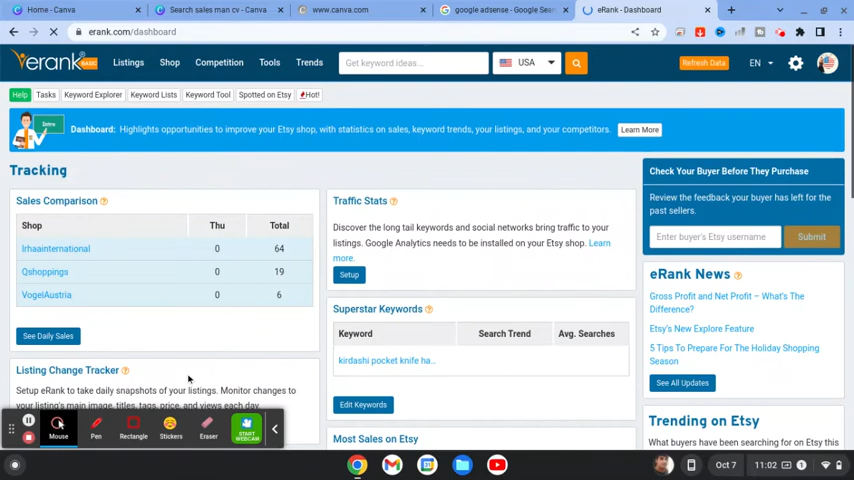 Home - Canva
Search sales man cv - Canva
www.canva.com
google adsense - Google Sear
eRank - Dashboard
erank.com/dashboard
erank
BASIC
Listings
Shop
Competition
Tools
Trends
Get keyword ideas...
USA
Refresh Data
EN
Help
Tasks
Keyword Explorer
Keyword Lists
Keyword Tool
Spotted on Etsy
Hot!
Dashboard: Highlights opportunities to improve your Etsy shop, with statistics on sales, keyword trends, your listings, and your competitors.
Learn More
Tracking
Sales Comparison
Shop Thu Total
Irhaainternational 0 64
Qshoppings 0 19
VogelAustria 0 6
See Daily Sales
Listing Change Tracker
Setup eRank to take daily snapshots of your listings. Monitor changes to
your listing's main image, titles, tags, price, and views each day
Traffic Stats
Discover the long tail keywords and social networks bring traffic to your
listings. Google Analytics needs to be installed on your Etsy shop. Learn
more.
Setup
Superstar Keywords
Keyword Search Trend Avg. Searches
kirdashi pocket knife ha...
Edit Keywords
Most Sales on Etsy
Check Your Buyer Before They Purchase
Review the feedback your buyer has left for the
past sellers.
Enter buyer's Etsy username
Submit
eRank News
Gross Profit and Net Profit – What's The
Difference?
Etsy's New Explore Feature
5 Tips To Prepare For The Holiday Shopping
Season
See All Updates
Trending on Etsy
What buyers have been searching for on Etsy this
Mouse
Pen
Rectangle
Stickers
Eraser
START
WEBCAM
Oct 7
11:02